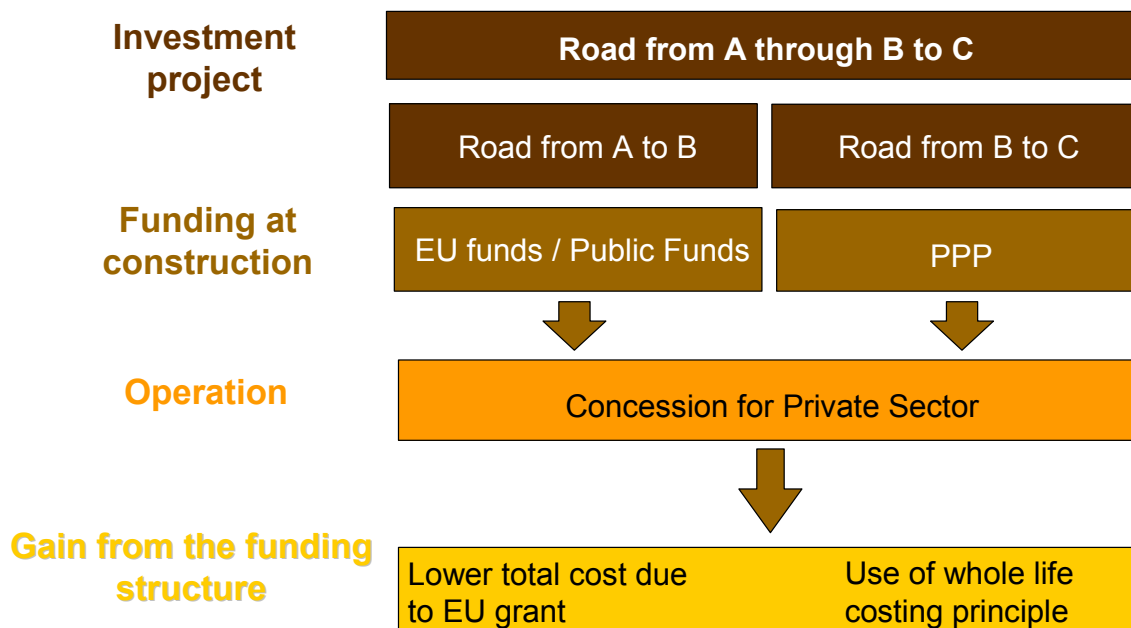 Investment
project
Road from A through B to C
Road from A to B
Road from B to C
Funding at
construction
EU funds / Public Funds
PPP
Operation
Concession for Private Sector
Gain from the funding
structure
Lower total cost due
to EU grant
Use of whole life
costing principle